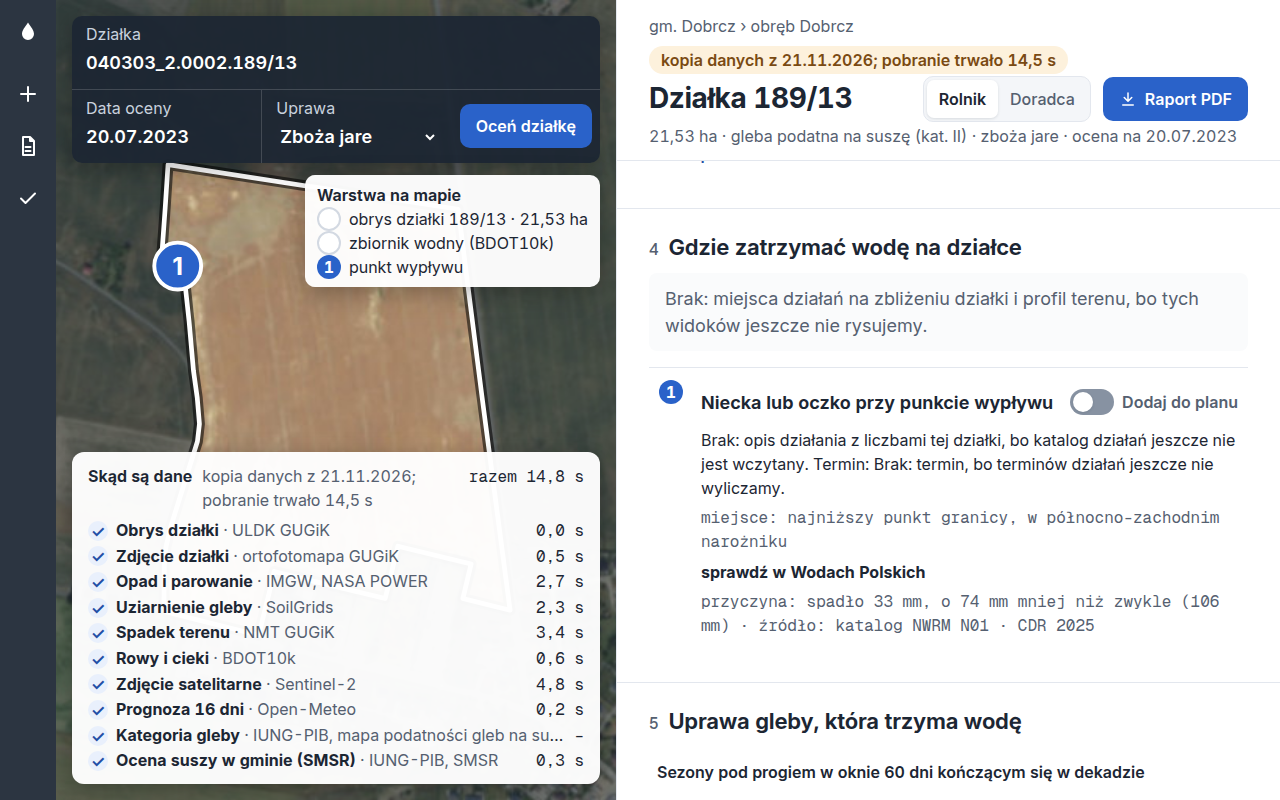 Działka
040303_2.0002.189/13
Data oceny
20.07.2023
Uprawa
Zboża jare
Oceń działkę
Warstwa na mapie
obrys działki 189/13 · 21,53 ha
zbiornik wodny (BDOT10k)
1 punkt wypływu
1
Skąd są dane kopia danych z 21.11.2026; razem 14,8 s
pobranie trwało 14,5 s
Obrys działki · ULDK GUGiK 0,0 s
Zdjęcie działki · ortofotomapa GUGiK 0,5 s
Opad i parowanie · IMGW, NASA POWER 2,7 s
Uziarnienie gleby · SoilGrids 2,3 s
Spadek terenu · NMT GUGiK 3,4 s
Rowy i cieki · BDOT10k 0,6 s
Zdjęcie satelitarne · Sentinel-2 4,8 s
Prognoza 16 dni · Open-Meteo 0,2 s
Kategoria gleby · IUNG-PIB, mapa podatności gleb na su... –
Ocena suszy w gminie (SMSR) · IUNG-PIB, SMSR 0,3 s
gm. Dobrcz › obręb Dobrcz
kopia danych z 21.11.2026; pobranie trwało 14,5 s
Działka 189/13
Rolnik Doradca
Raport PDF
21,53 ha · gleba podatna na suszę (kat. II) · zboża jare · ocena na 20.07.2023
4 Gdzie zatrzymać wodę na działce
Brak: miejsca działań na zbliżeniu działki i profil terenu, bo tych
widoków jeszcze nie rysujemy.
1 Niecka lub oczko przy punkcie wypływu Dodaj do planu
Brak: opis działania z liczbami tej działki, bo katalog działań jeszcze nie
jest wczytany. Termin: Brak: termin, bo terminów działań jeszcze nie
wyliczamy.
miejsce: najniższy punkt granicy, w północno-zachodnim
narożniku
sprawdź w Wodach Polskich
przyczyna: spadło 33 mm, o 74 mm mniej niż zwykle (106
mm) · źródło: katalog NWRM N01 · CDR 2025
5 Uprawa gleby, która trzyma wodę
Sezony pod progiem w oknie 60 dni kończącym się w dekadzie